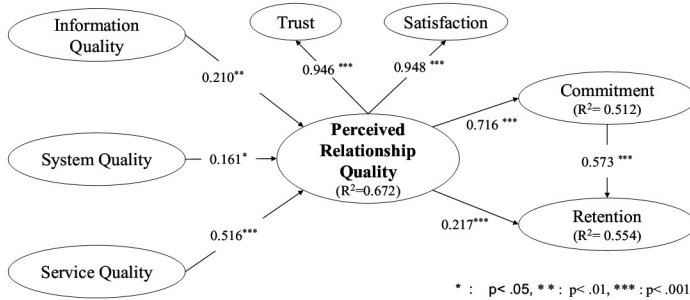 Information
Quality
Trust
Satisfaction
0.210**
0.946 ***
0.948 ***
Commitment
(R²= 0.512)
Perceived
Relationship
Quality
(R²=0.672)
0.716 ***
System Quality
0.161*
0.573 ***
0.217***
Retention
(R²= 0.554)
0.516***
Service Quality
* : p< .05, ** : p< .01, *** : p< .001